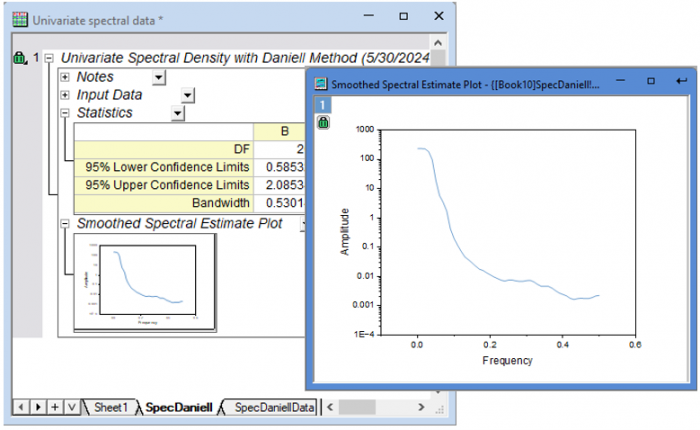 Univariate spectral data *
1
Univariate Spectral Density with Daniell Method (5/30/2024
Notes
Input Data
Statistics
B
DF 2
95% Lower Confidence Limits 0.5853
95% Upper Confidence Limits 2.0853
Bandwidth 0.5301
Smoothed Spectral Estimate Plot
Sheet1 SpecDaniell SpecDaniellData
Smoothed Spectral Estimate Plot - {[Book10]SpecDaniell!...
1
1000
100
10
1
0.1
0.01
0.001
1E-4
Amplitude
0.0 0.2 0.4 0.6
Frequency